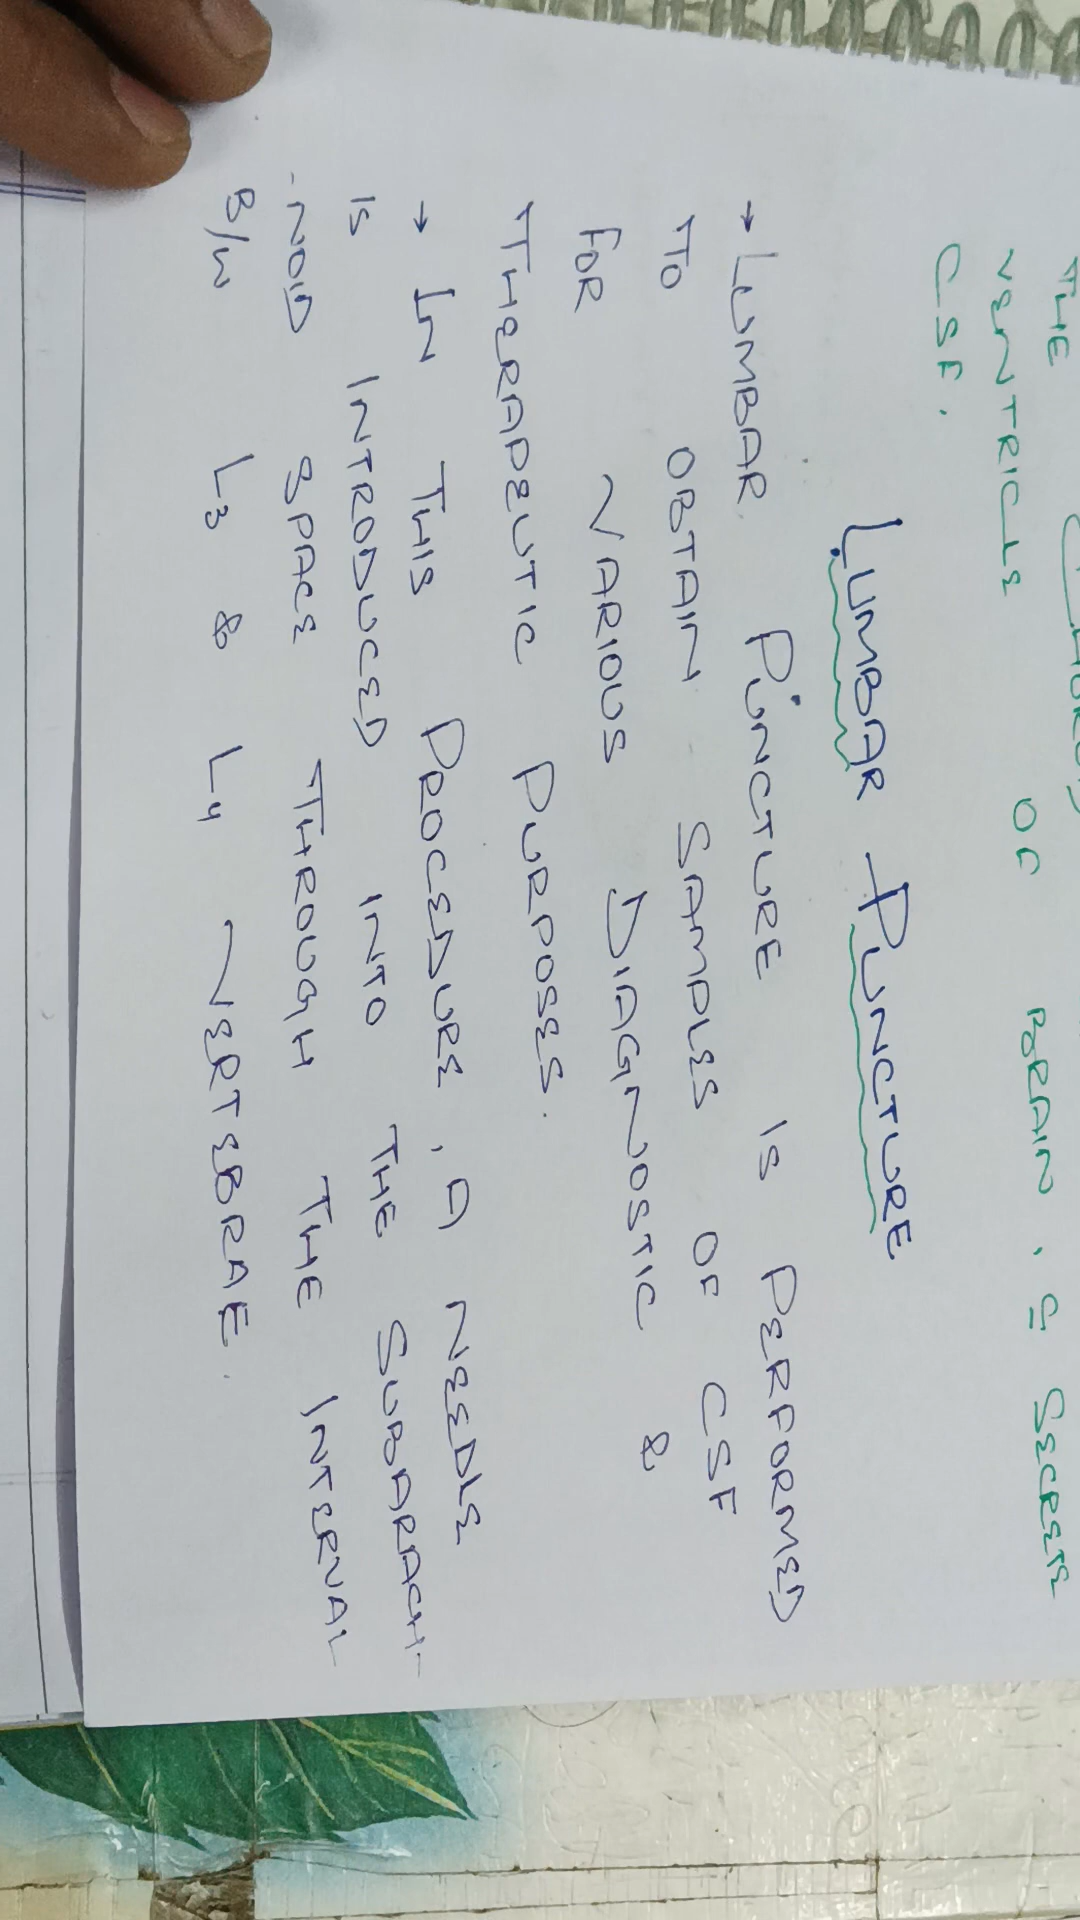 THE
VENTRICLE OF BRAIN, & SECRETE
CSF.
LUMBAR PUNCTURE
→ LUMBAR PUNCTURE IS PERFORMED
TO OBTAIN SAMPLES OF CSF
FOR VARIOUS DIAGNOSTIC &
THERAPEUTIC PURPOSES.
→ IN THIS PROCEDURE, A NEEDLE
IS INTRODUCED INTO THE SUBARACH-
-NOID SPACE THROUGH THE INTERVAL
B/W L3 & L4 VERTEBRAE.